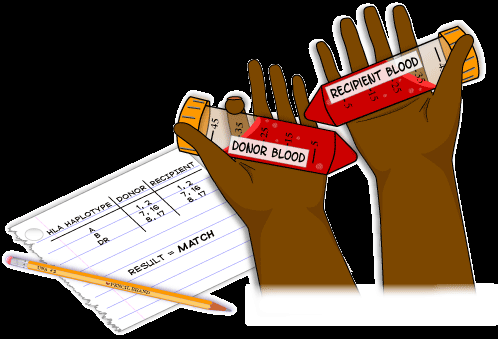 RECIPIENT BLOOD
DONOR BLOOD
HLA HAPLOTYPE DONOR RECIPIENT
A 1, 2 1, 2
B 7, 16 7, 16
DR 8, 17 8, 17
RESULT = MATCH